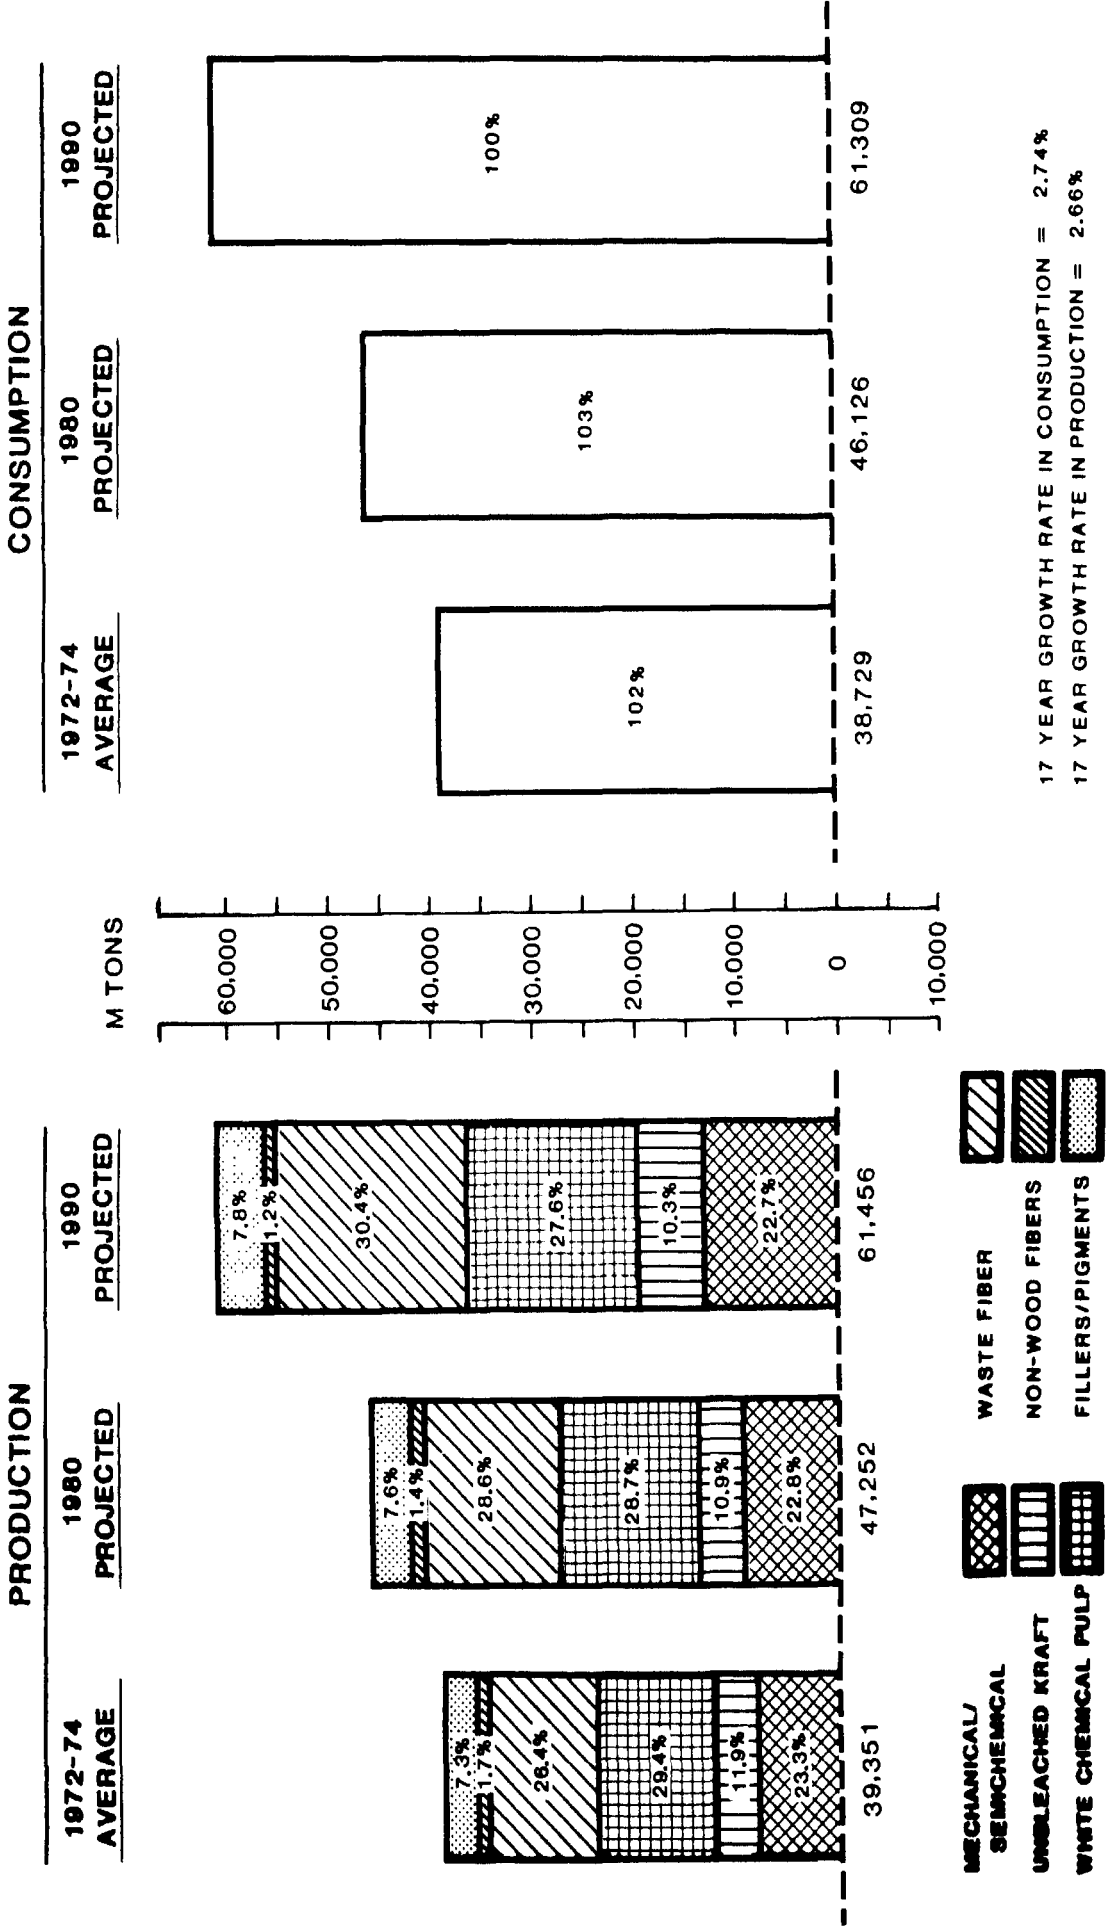 PRODUCTION
1972-74
AVERAGE
1980
PROJECTED
1990
PROJECTED
7.3%
1.7%
26.4%
29.4%
11.9%
23.3%
39,351
7.6%
1.4%
28.6%
28.7%
10.9%
22.8%
47,252
7.8%
1.2%
30.4%
27.6%
10.3%
22.7%
61,456
M TONS
60,000
50,000
40,000
30,000
20,000
10,000
0
10,000
CONSUMPTION
1972-74
AVERAGE
1980
PROJECTED
1990
PROJECTED
102%
38,729
103%
46,126
100%
61,309
MECHANICAL/
SEMICHEMICAL
UNBLEACHED KRAFT
WHITE CHEMICAL PULP
WASTE FIBER
NON-WOOD FIBERS
FILLERS/PIGMENTS
17 YEAR GROWTH RATE IN CONSUMPTION = 2.74%
17 YEAR GROWTH RATE IN PRODUCTION = 2.66%